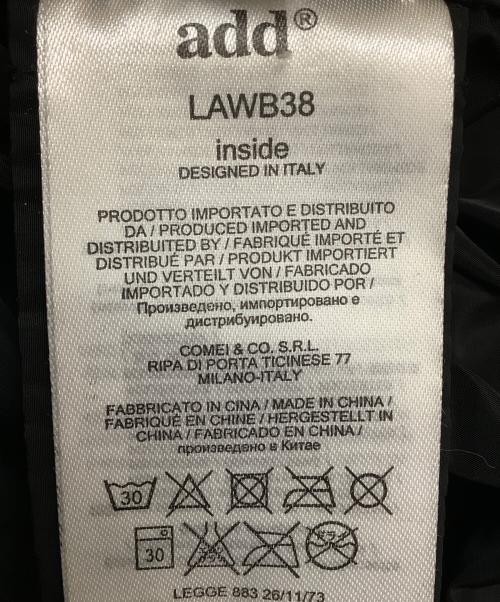 add®
LAWB38
inside
DESIGNED IN ITALY
PRODOTTO IMPORTATO E DISTRIBUITO
DA / PRODUCED IMPORTED AND
DISTRIBUITED BY / FABRIQUÉ IMPORTÉ ET
DISTRIBUÉ PAR / PRODUKT IMPORTIERT
UND VERTEILT VON / FABRICADO
IMPORTADO Y DISTRIBUIDO POR /
Произведено, импортировано е
дистрибуировано.
COMEI & CO. S.R.L.
RIPA DI PORTA TICINESE 77
MILANO-ITALY
FABBRICATO IN CINA / MADE IN CHINA /
FABRIQUÉ EN CHINE / HERGESTELLT IN
CHINA / FABRICADO EN CHINA /
произведено в Китае
30
30
LEGGE 883 26/11/73